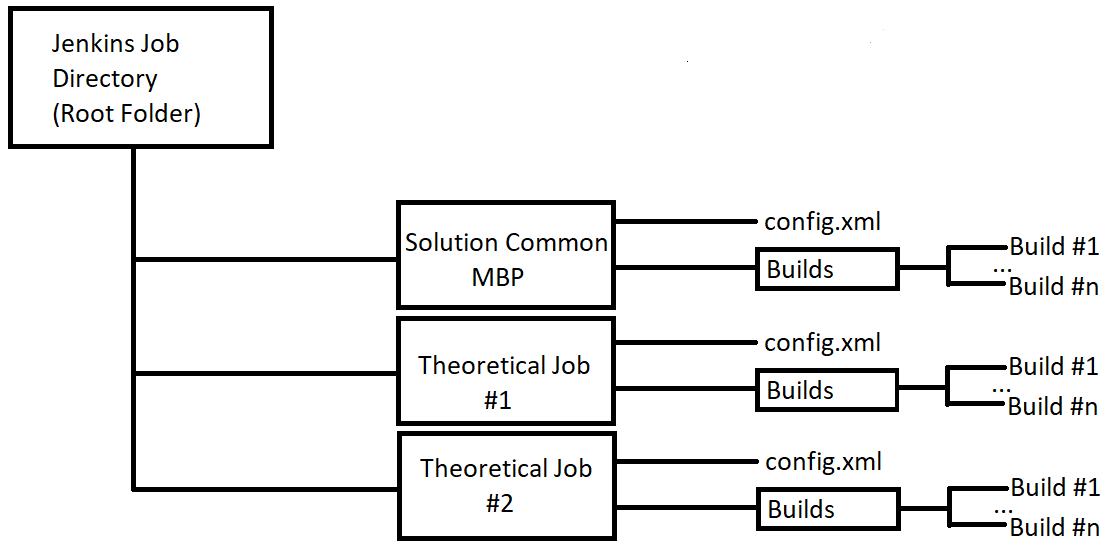 Jenkins Job
Directory
(Root Folder)
Solution Common
MBP
config.xml
Builds
Build #1
...
Build #n
Theoretical Job
#1
config.xml
Builds
Build #1
...
Build #n
Theoretical Job
#2
config.xml
Builds
Build #1
...
Build #n